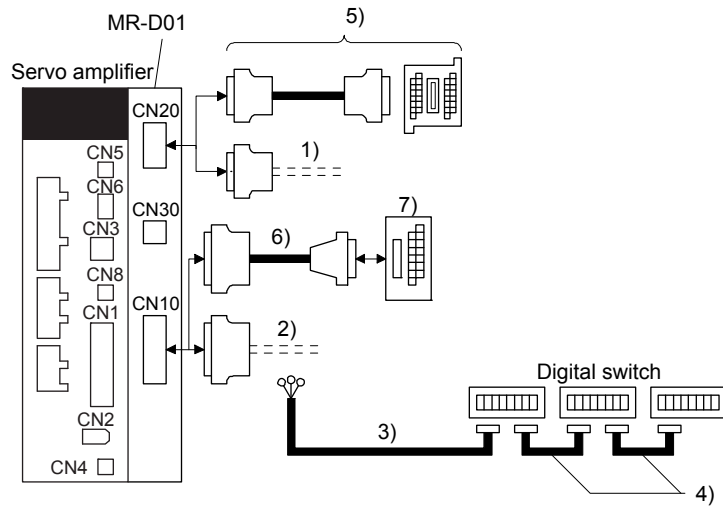 5)
MR-D01
Servo amplifier
CN20
CN5
1)
CN6
CN30
CN3
7)
6)
CN8
CN10
CN1
2)
Digital switch
CN2
3)
CN4
4)